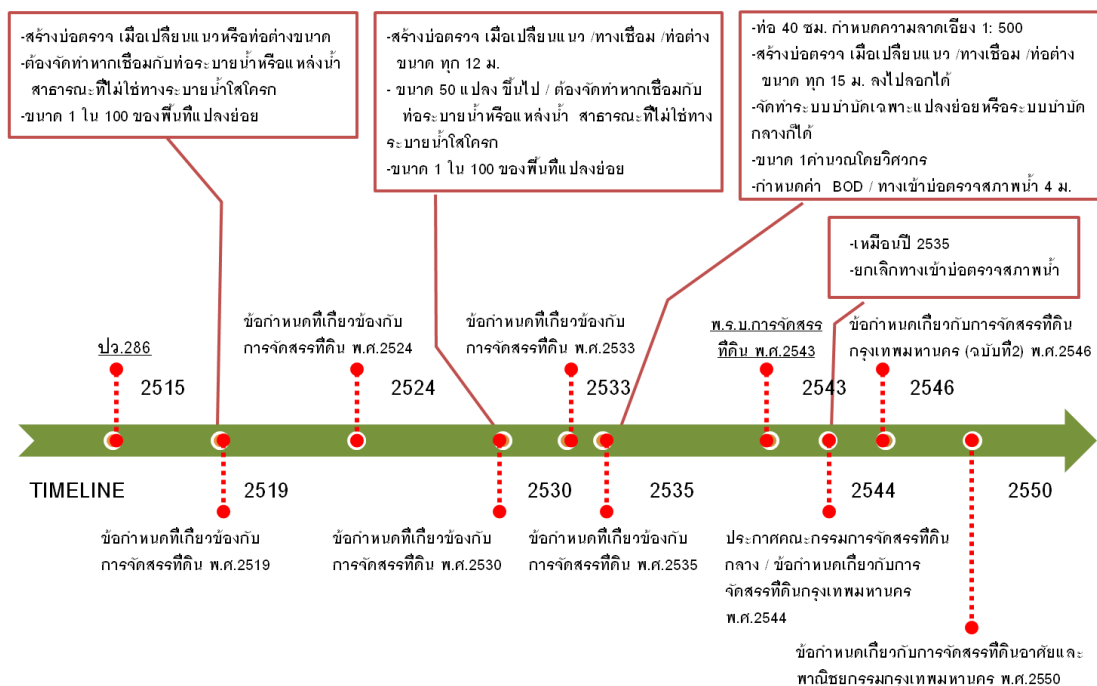 -สร้างบ่อตรวจ เมื่อเปลี่ยนแนวหรือท่อต่างขนาด
-ต้องจัดทำหากเชื่อมกับท่อระบายน้ำหรือแหล่งน้ำ
สาธารณะที่ไม่ใช่ทางระบายน้ำโสโครก
-ขนาด 1 ใน 100 ของพื้นที่แปลงย่อย
-สร้างบ่อตรวจ เมื่อเปลี่ยนแนว /ทางเชื่อม /ท่อต่าง
ขนาด ทุก 12 ม.
- ขนาด 50 แปลง ขึ้นไป / ต้องจัดทำหากเชื่อมกับ
ท่อระบายน้ำหรือแหล่งน้ำ สาธารณะที่ไม่ใช่ทาง
ระบายน้ำโสโครก
-ขนาด 1 ใน 100 ของพื้นที่แปลงย่อย
-ท่อ 40 ซม. กำหนดความลาดเอียง 1: 500
-สร้างบ่อตรวจ เมื่อเปลี่ยนแนว /ทางเชื่อม /ท่อต่าง
ขนาด ทุก 15 ม. ลงไปลอกได้
-จัดทำระบบบำบัดเฉพาะแปลงย่อยหรือระบบบำบัด
กลางก็ได้
-ขนาด 1คำนวณโดยวิศวกร
-กำหนดค่า BOD / ทางเข้าบ่อตรวจสภาพน้ำ 4 ม.
-เหมือนปี 2535
-ยกเลิกทางเข้าบ่อตรวจสภาพน้ำ
ปว.286
ข้อกำหนดที่เกี่ยวข้องกับ
การจัดสรรที่ดิน พ.ศ.2524
ข้อกำหนดที่เกี่ยวข้องกับ
การจัดสรรที่ดิน พ.ศ.2533
พ.ร.บ.การจัดสรร
ที่ดิน พ.ศ.2543
ข้อกำหนดเกี่ยวกับการจัดสรรที่ดิน
กรุงเทพมหานคร (ฉบับที่2) พ.ศ.2546
2515
2524
2533
2543
2546
TIMELINE
2519
2530
2535
2544
2550
ข้อกำหนดที่เกี่ยวข้องกับ
การจัดสรรที่ดิน พ.ศ.2519
ข้อกำหนดที่เกี่ยวข้องกับ
การจัดสรรที่ดิน พ.ศ.2530
ข้อกำหนดที่เกี่ยวข้องกับ
การจัดสรรที่ดิน พ.ศ.2535
ประกาศคณะกรรมการจัดสรรที่ดิน
กลาง / ข้อกำหนดเกี่ยวกับการ
จัดสรรที่ดินกรุงเทพมหานคร
พ.ศ.2544
ข้อกำหนดเกี่ยวกับการจัดสรรที่ดินอาศัยและ
พาณิชยกรรมกรุงเทพมหานคร พ.ศ.2550